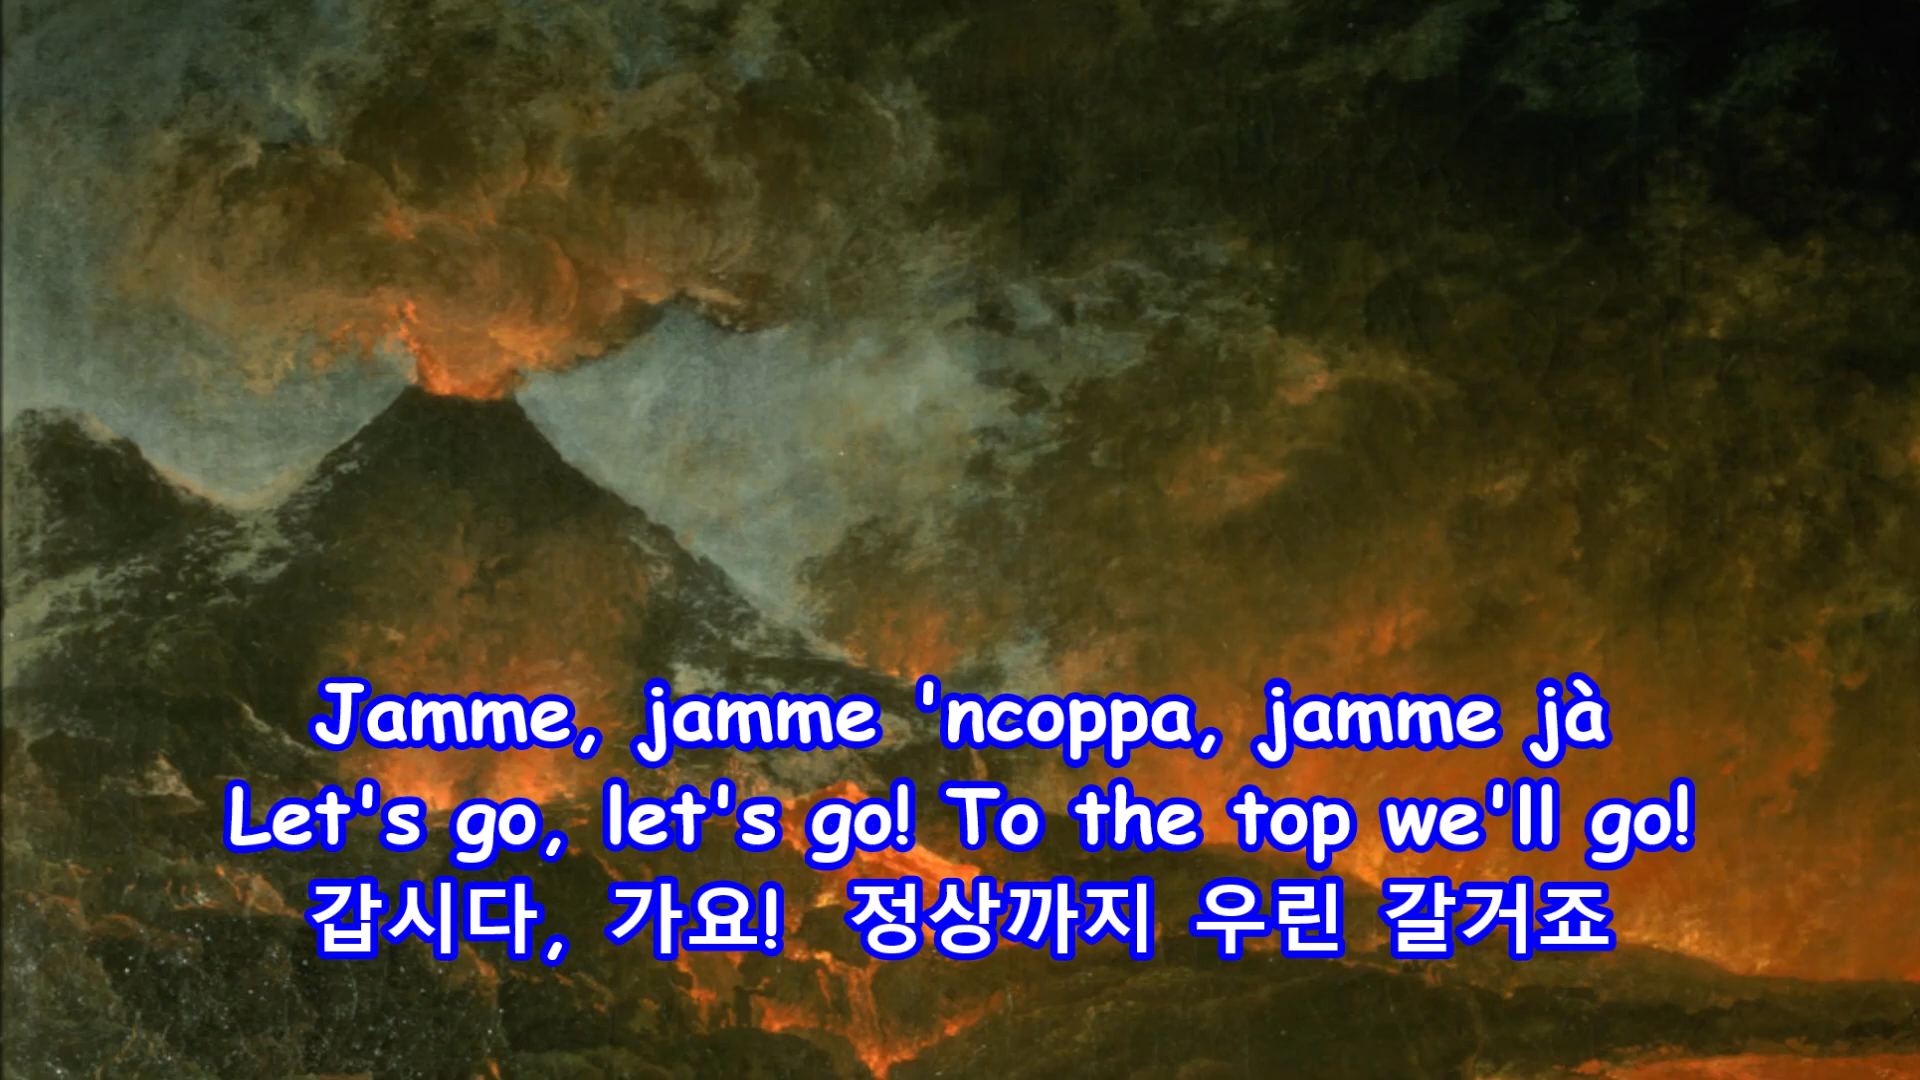 Jamme, jamme 'ncoppa, jamme jà
Let's go, let's go! To the top we'll go!
갑시다, 가요! 정상까지 우린 갈거죠